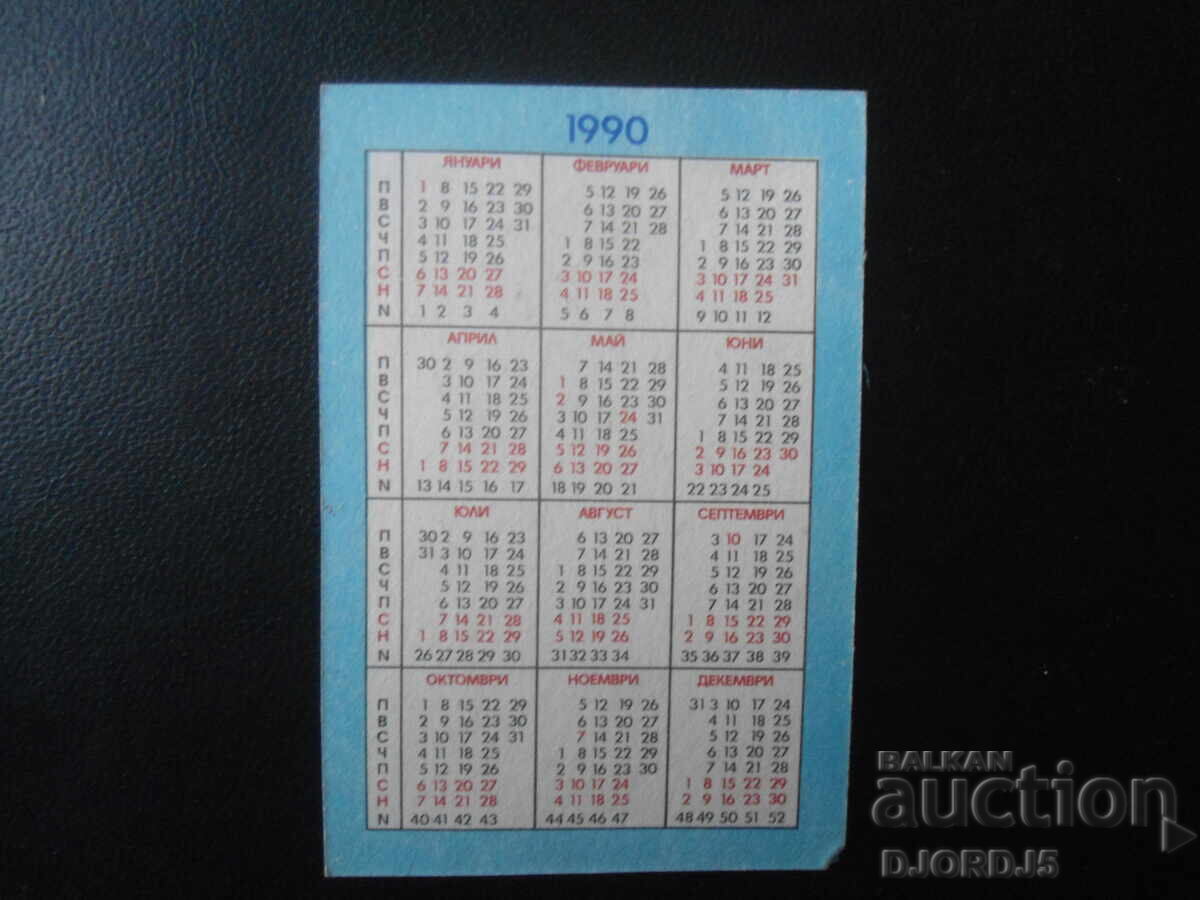 1990
ЯНУАРИ ФЕВРУАРИ МАРТ
П 1 8 15 22 29 5 12 19 26 5 12 19 26
В 2 9 16 23 30 6 13 20 27 6 13 20 27
С 3 10 17 24 31 7 14 21 28 7 14 21 28
Ч 4 11 18 25 1 8 15 22 1 8 15 22 29
П 5 12 19 26 2 9 16 23 2 9 16 23 30
С 6 13 20 27 3 10 17 24 3 10 17 24 31
Н 7 14 21 28 4 11 18 25 4 11 18 25
N 1 2 3 4 5 6 7 8 9 10 11 12
АПРИЛ МАЙ ЮНИ
П 30 2 9 16 23 7 14 21 28 4 11 18 25
В 3 10 17 24 1 8 15 22 29 5 12 19 26
С 4 11 18 25 2 9 16 23 30 6 13 20 27
Ч 5 12 19 26 3 10 17 24 31 7 14 21 28
П 6 13 20 27 4 11 18 25 1 8 15 22 29
С 7 14 21 28 5 12 19 26 2 9 16 23 30
Н 1 8 15 22 29 6 13 20 27 3 10 17 24
N 13 14 15 16 17 18 19 20 21 22 23 24 25
ЮЛИ АВГУСТ СЕПТЕМВРИ
П 30 2 9 16 23 6 13 20 27 3 10 17 24
В 31 3 10 17 24 7 14 21 28 4 11 18 25
С 4 11 18 25 1 8 15 22 29 5 12 19 26
Ч 5 12 19 26 2 9 16 23 30 6 13 20 27
П 6 13 20 27 3 10 17 24 31 7 14 21 28
С 7 14 21 28 4 11 18 25 1 8 15 22 29
Н 1 8 15 22 29 5 12 19 26 2 9 16 23 30
N 26 27 28 29 30 31 32 33 34 35 36 37 38 39
ОКТОМВРИ НОЕМВРИ ДЕКЕМВРИ
П 1 8 15 22 29 5 12 19 26 31 3 10 17 24
В 2 9 16 23 30 6 13 20 27 4 11 18 25
С 3 10 17 24 31 7 14 21 28 5 12 19 26
Ч 4 11 18 25 1 8 15 22 29 6 13 20 27
П 5 12 19 26 2 9 16 23 30 7 14 21 28
С 6 13 20 27 3 10 17 24 1 8 15 22 29
Н 7 14 21 28 4 11 18 25 2 9 16 23 30
N 40 41 42 43 44 45 46 47 48 49 50 51 52
BALKAN
auction
DJORDJ5